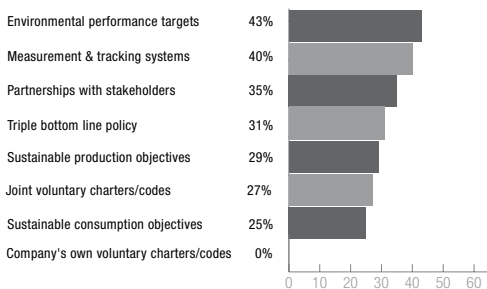 Environmental performance targets 43%
Measurement & tracking systems 40%
Partnerships with stakeholders 35%
Triple bottom line policy 31%
Sustainable production objectives 29%
Joint voluntary charters/codes 27%
Sustainable consumption objectives 25%
Company's own voluntary charters/codes 0%
0 10 20 30 40 50 60